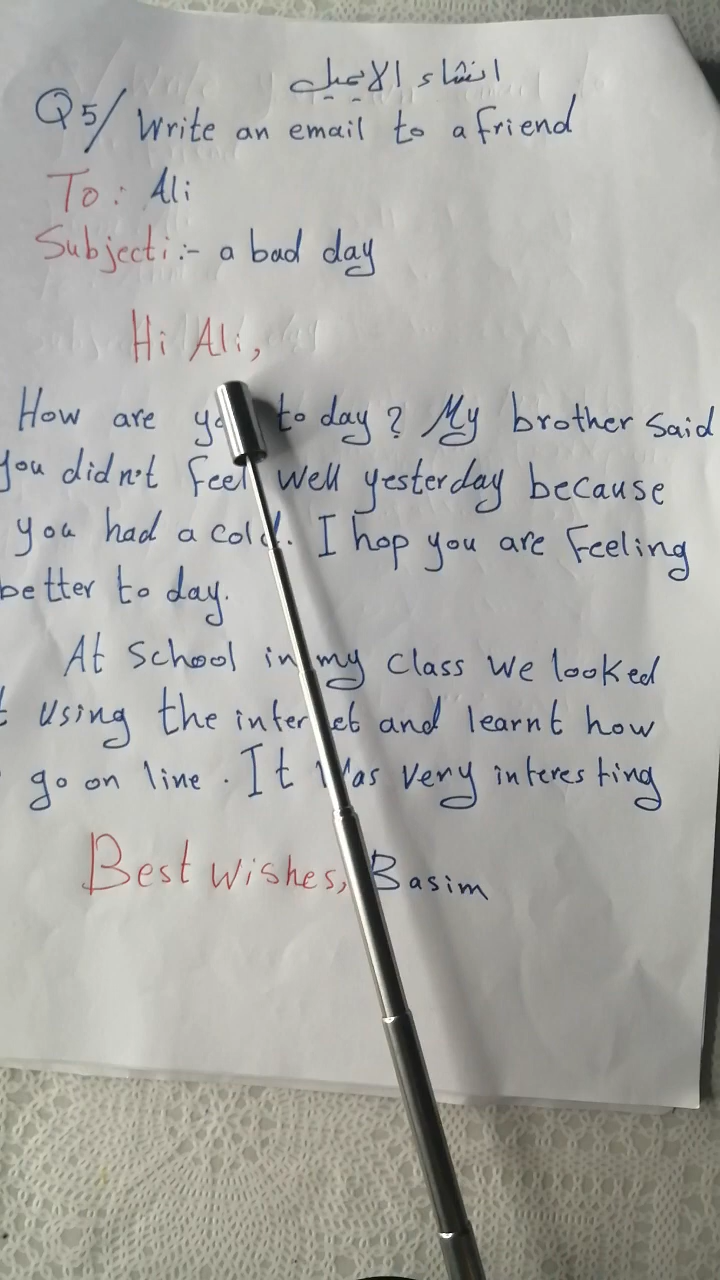 انشاء الايميل
Q5/ Write an email to a friend
To: Ali
Subject:- a bad day
Hi Ali,
How are to day? My brother said
you didn't feel well yesterday because
you had a cold. I hop you are feeling
better to day.
At School in my class we looked
using the internet and learnt how
go on line. It was very interesting
Best wishes, Basim